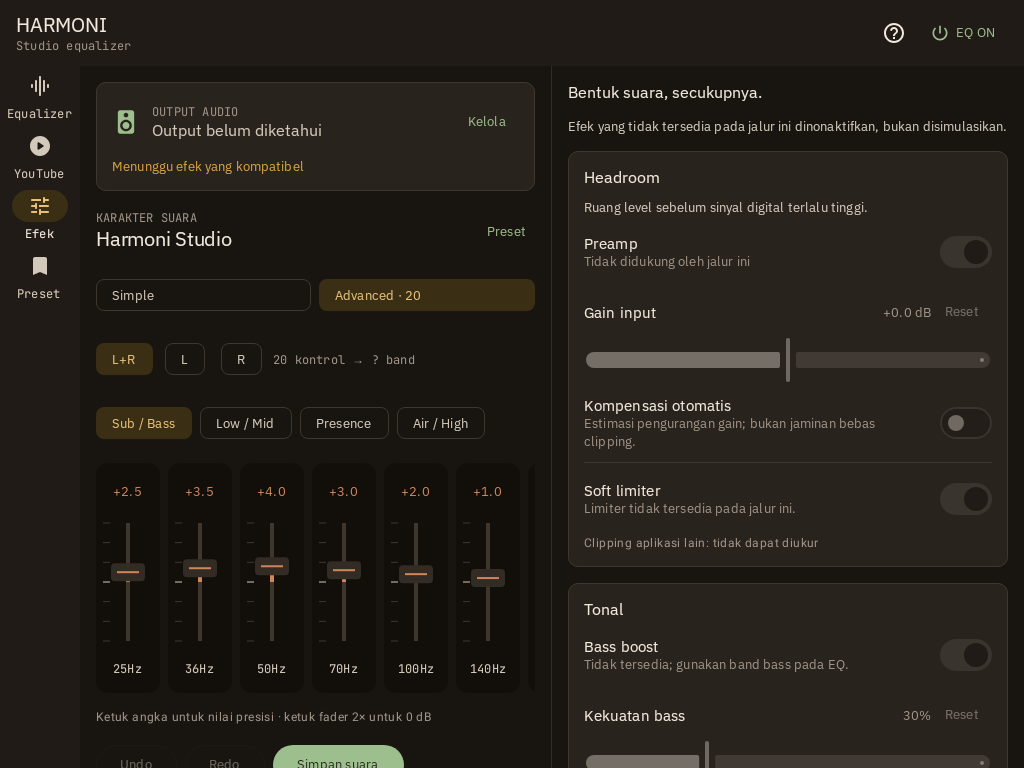 HARMONI
Studio equalizer
EQ ON
Equalizer
YouTube
Efek
Preset
OUTPUT AUDIO
Output belum diketahui
Kelola
Menunggu efek yang kompatibel
KARAKTER SUARA
Harmoni Studio
Preset
Simple
Advanced · 20
L+R
L
R
20 kontrol → ? band
Sub / Bass
Low / Mid
Presence
Air / High
+2.5
+3.5
+4.0
+3.0
+2.0
+1.0
25Hz
36Hz
50Hz
70Hz
100Hz
140Hz
Ketuk angka untuk nilai presisi · ketuk fader 2× untuk 0 dB
Undo
Redo
Simpan suara
Bentuk suara, secukupnya.
Efek yang tidak tersedia pada jalur ini dinonaktifkan, bukan disimulasikan.
Headroom
Ruang level sebelum sinyal digital terlalu tinggi.
Preamp
Tidak didukung oleh jalur ini
Gain input
+0.0 dB
Reset
Kompensasi otomatis
Estimasi pengurangan gain; bukan jaminan bebas
clipping.
Soft limiter
Limiter tidak tersedia pada jalur ini.
Clipping aplikasi lain: tidak dapat diukur
Tonal
Bass boost
Tidak tersedia; gunakan band bass pada EQ.
Kekuatan bass
30%
Reset